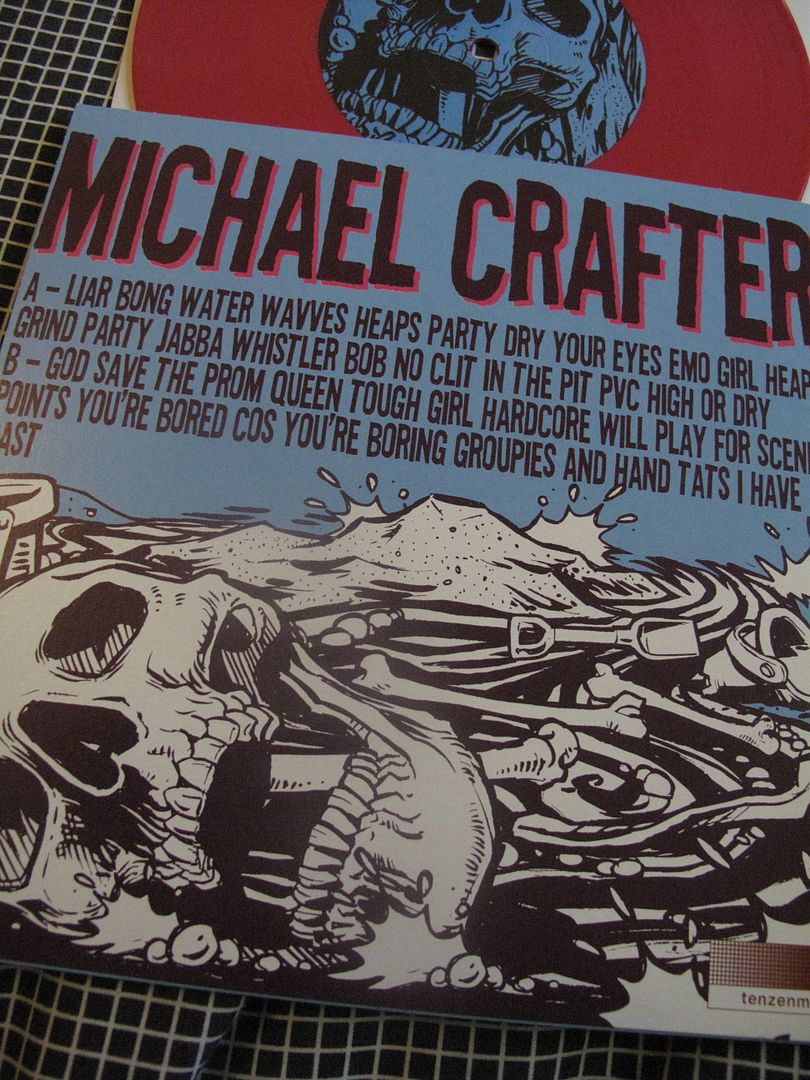 MICHAEL CRAFTER
A – LIAR BONG WATER WAVVES HEAPS PARTY DRY YOUR EYES EMO GIRL HEAP
GRIND PARTY JABBA WHISTLER BOB NO CLIT IN THE PIT PVC HIGH OR DRY
B – GOD SAVE THE PROM QUEEN TOUGH GIRL HARDCORE WILL PLAY FOR SCEN
POINTS YOU'RE BORED COS YOU'RE BORING GROUPIES AND HAND TATS I HAVE
AST
tenzenm